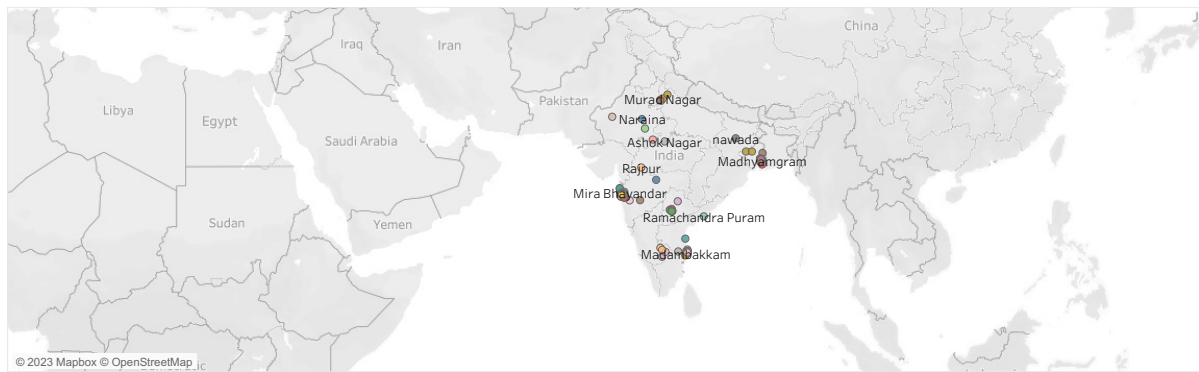 China
Iraq
Iran
Murad Nagar
Pakistan
Libya
Egypt
Naraina
Saudi Arabia
Ashok Nagar
nawada
India
Madhyamgram
Rajpur
Mira Bhayandar
Sudan
Yemen
Ramachandra Puram
Madambakkam
© 2023 Mapbox © OpenStreetMap